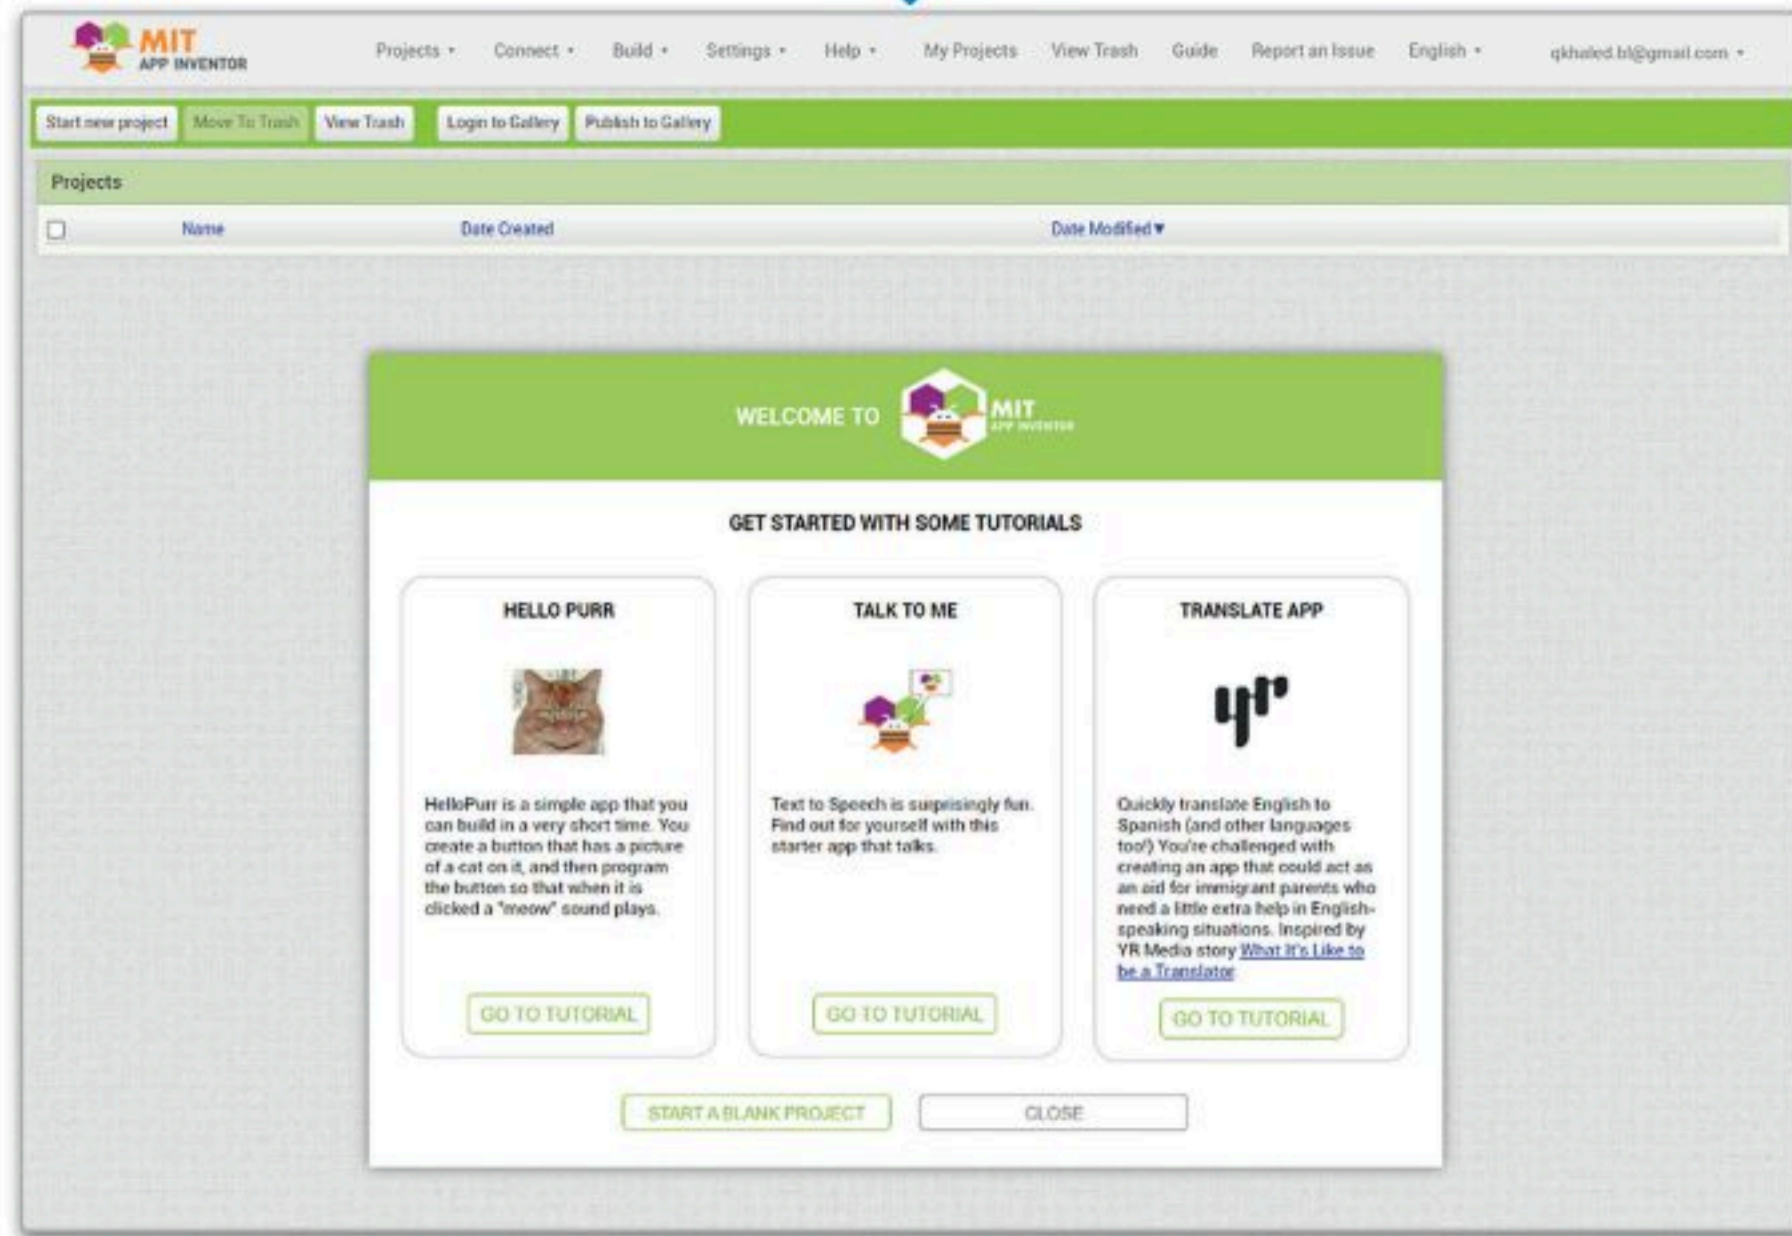 MIT
APP INVENTOR
Projects
Connect
Build
Settings
Help
My Projects
View Trash
Guide
Report an Issue
English
qkhaled.bl@gmail.com
Start new project
Move To Trash
View Trash
Login to Gallery
Publish to Gallery
Projects
Name
Date Created
Date Modified▼
WELCOME TO
MIT
APP INVENTOR
GET STARTED WITH SOME TUTORIALS
HELLO PURR
HelloPurr is a simple app that you
can build in a very short time. You
create a button that has a picture
of a cat on it, and then program
the button so that when it is
clicked a "meow" sound plays.
GO TO TUTORIAL
TALK TO ME
Text to Speech is surprisingly fun.
Find out for yourself with this
starter app that talks.
GO TO TUTORIAL
TRANSLATE APP
yr
Quickly translate English to
Spanish (and other languages
too!) You're challenged with
creating an app that could act as
an aid for immigrant parents who
need a little extra help in English-
speaking situations. Inspired by
YR Media story What It's Like to
be a Translator
GO TO TUTORIAL
START A BLANK PROJECT
CLOSE